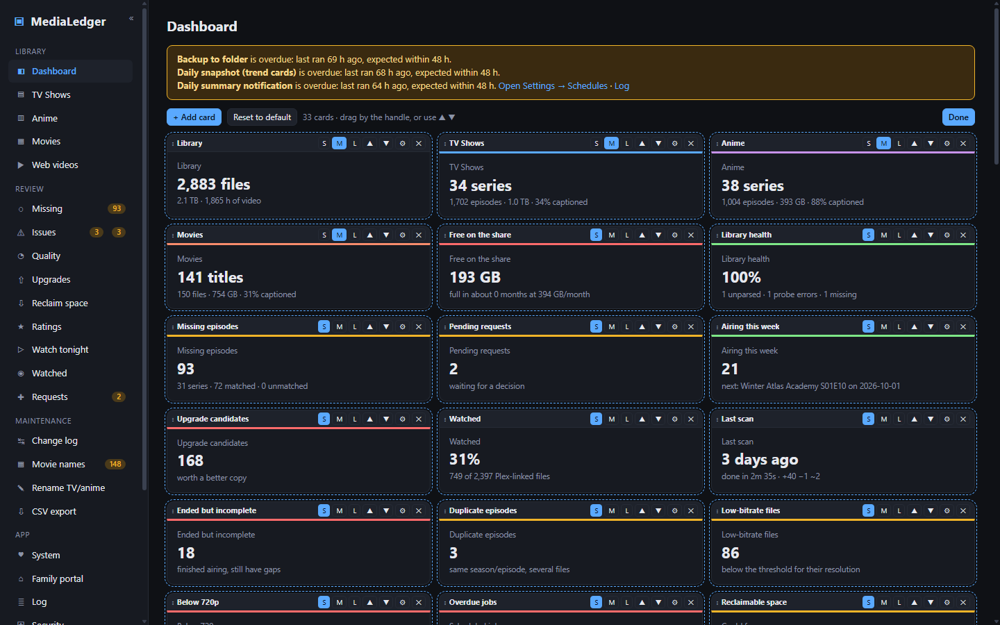 MediaLedger «
LIBRARY
Dashboard
TV Shows
Anime
Movies
Web videos
REVIEW
Missing 93
Issues 3 3
Quality
Upgrades
Reclaim space
Ratings
Watch tonight
Watched
Requests 2
MAINTENANCE
Change log
Movie names 148
Rename TV/anime
CSV export
APP
System
Family portal
Log
Security
Dashboard
Backup to folder is overdue: last ran 69 h ago, expected within 48 h.
Daily snapshot (trend cards) is overdue: last ran 68 h ago, expected within 48 h.
Daily summary notification is overdue: last ran 64 h ago, expected within 48 h. Open Settings → Schedules · Log
+ Add card Reset to default 33 cards · drag by the handle, or use ▲ ▼ Done
Library S M L ▲ ▼ ⚙ ✕
Library
2,883 files
2.1 TB · 1,865 h of video
TV Shows S M L ▲ ▼ ⚙ ✕
TV Shows
34 series
1,702 episodes · 1.0 TB · 34% captioned
Anime S M L ▲ ▼ ⚙ ✕
Anime
38 series
1,004 episodes · 393 GB · 88% captioned
Movies S M L ▲ ▼ ⚙ ✕
Movies
141 titles
150 files · 754 GB · 31% captioned
Free on the share S M L ▲ ▼ ⚙ ✕
Free on the share
193 GB
full in about 0 months at 394 GB/month
Library health S M L ▲ ▼ ⚙ ✕
Library health
100%
1 unparsed · 1 probe errors · 1 missing
Missing episodes S M L ▲ ▼ ⚙ ✕
Missing episodes
93
31 series · 72 matched · 0 unmatched
Pending requests S M L ▲ ▼ ⚙ ✕
Pending requests
2
waiting for a decision
Airing this week S M L ▲ ▼ ⚙ ✕
Airing this week
21
next: Winter Atlas Academy S01E10 on 2026-10-01
Upgrade candidates S M L ▲ ▼ ⚙ ✕
Upgrade candidates
168
worth a better copy
Watched S M L ▲ ▼ ⚙ ✕
Watched
31%
749 of 2,397 Plex-linked files
Last scan S M L ▲ ▼ ⚙ ✕
Last scan
3 days ago
done in 2m 35s · +40 −1 ~2
Ended but incomplete S M L ▲ ▼ ⚙ ✕
Ended but incomplete
18
finished airing, still have gaps
Duplicate episodes S M L ▲ ▼ ⚙ ✕
Duplicate episodes
3
same season/episode, several files
Low-bitrate files S M L ▲ ▼ ⚙ ✕
Low-bitrate files
86
below the threshold for their resolution
Below 720p S M L ▲ ▼ ⚙ ✕
Below 720p
Overdue jobs S M L ▲ ▼ ⚙ ✕
Reclaimable space S M L ▲ ▼ ⚙ ✕